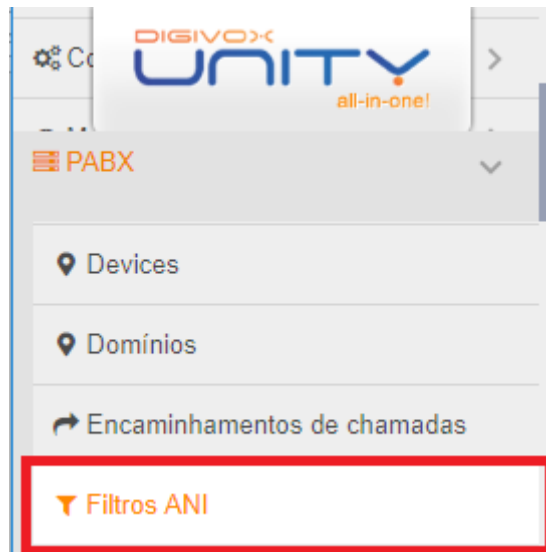 DIGIVOX
UNITY
all-in-one!
PABX
Devices
Domínios
Encaminhamentos de chamadas
Filtros ANI